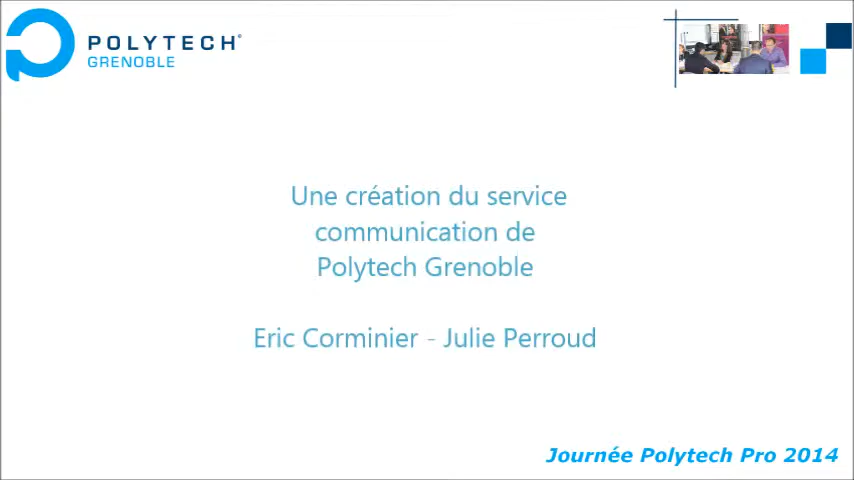 POLYTECH®
GRENOBLE
Une création du service
communication de
Polytech Grenoble
Eric Corminier - Julie Perroud
Journée Polytech Pro 2014